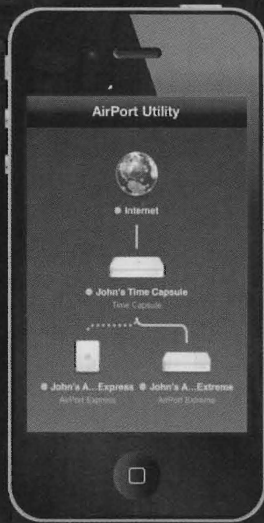 AirPort Utility
Internet
John's Time Capsule
Time Capsule
John's A...Express John's A...Extreme
AirPort Express AirPort Extreme